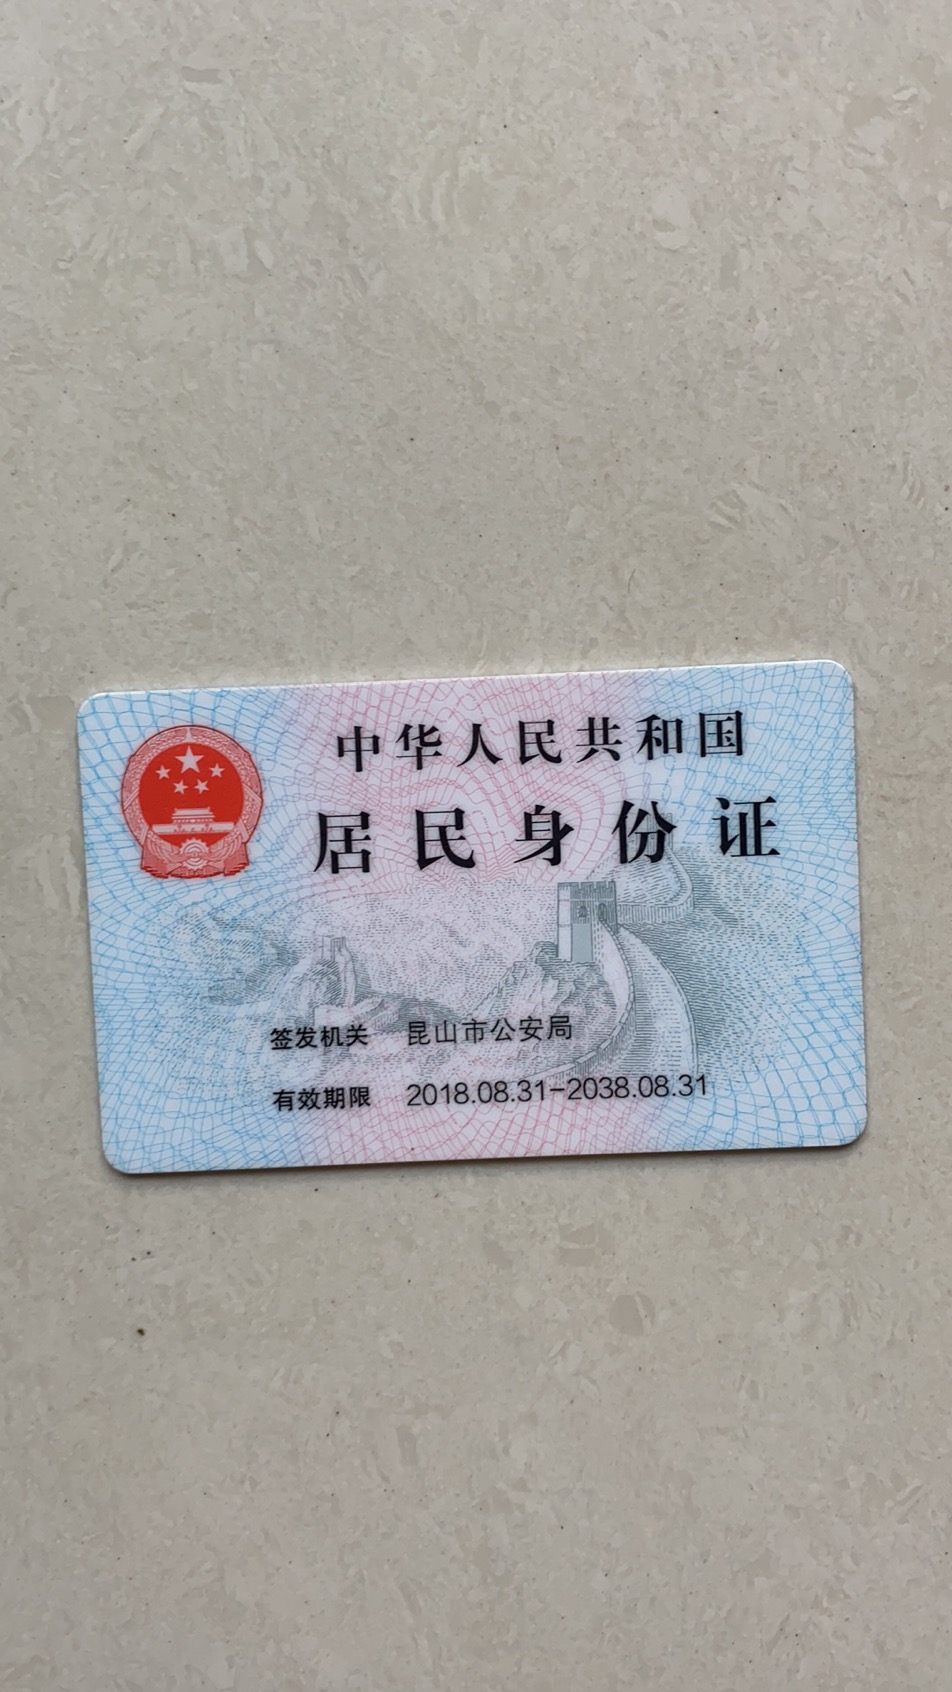 中华人民共和国
居民身份证
签发机关 昆山市公安局
有效期限 2018.08.31-2038.08.31